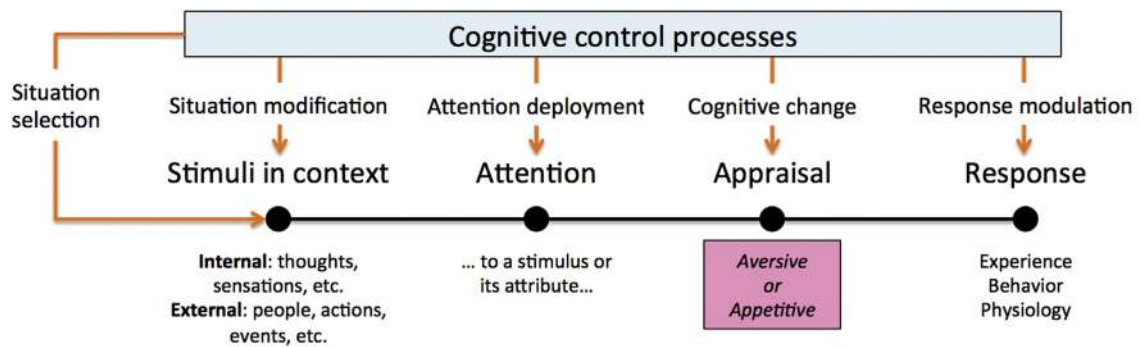 Cognitive control processes
Situation
selection
Situation modification
Attention deployment
Cognitive change
Response modulation
Stimuli in context
Attention
Appraisal
Response
Internal: thoughts,
sensations, etc.
External: people, actions,
events, etc.
... to a stimulus or
its attribute...
Aversive
or
Appetitive
Experience
Behavior
Physiology